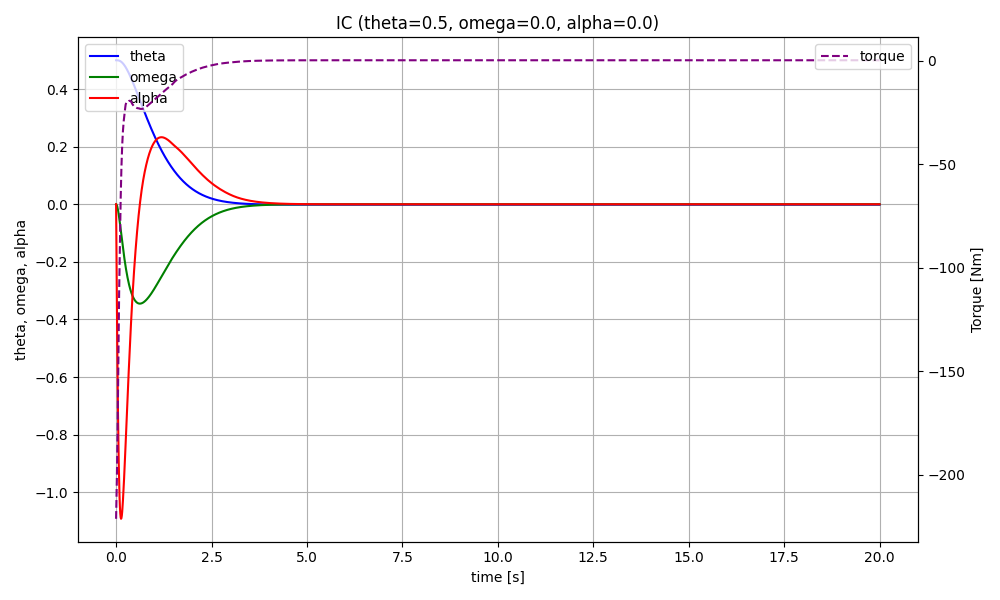 IC (theta=0.5, omega=0.0, alpha=0.0)
theta
omega
alpha
torque
0.4
0.2
0.0
−0.2
−0.4
−0.6
−0.8
−1.0
theta, omega, alpha
0
−50
−100
−150
−200
Torque [Nm]
0.0 2.5 5.0 7.5 10.0 12.5 15.0 17.5 20.0
time [s]